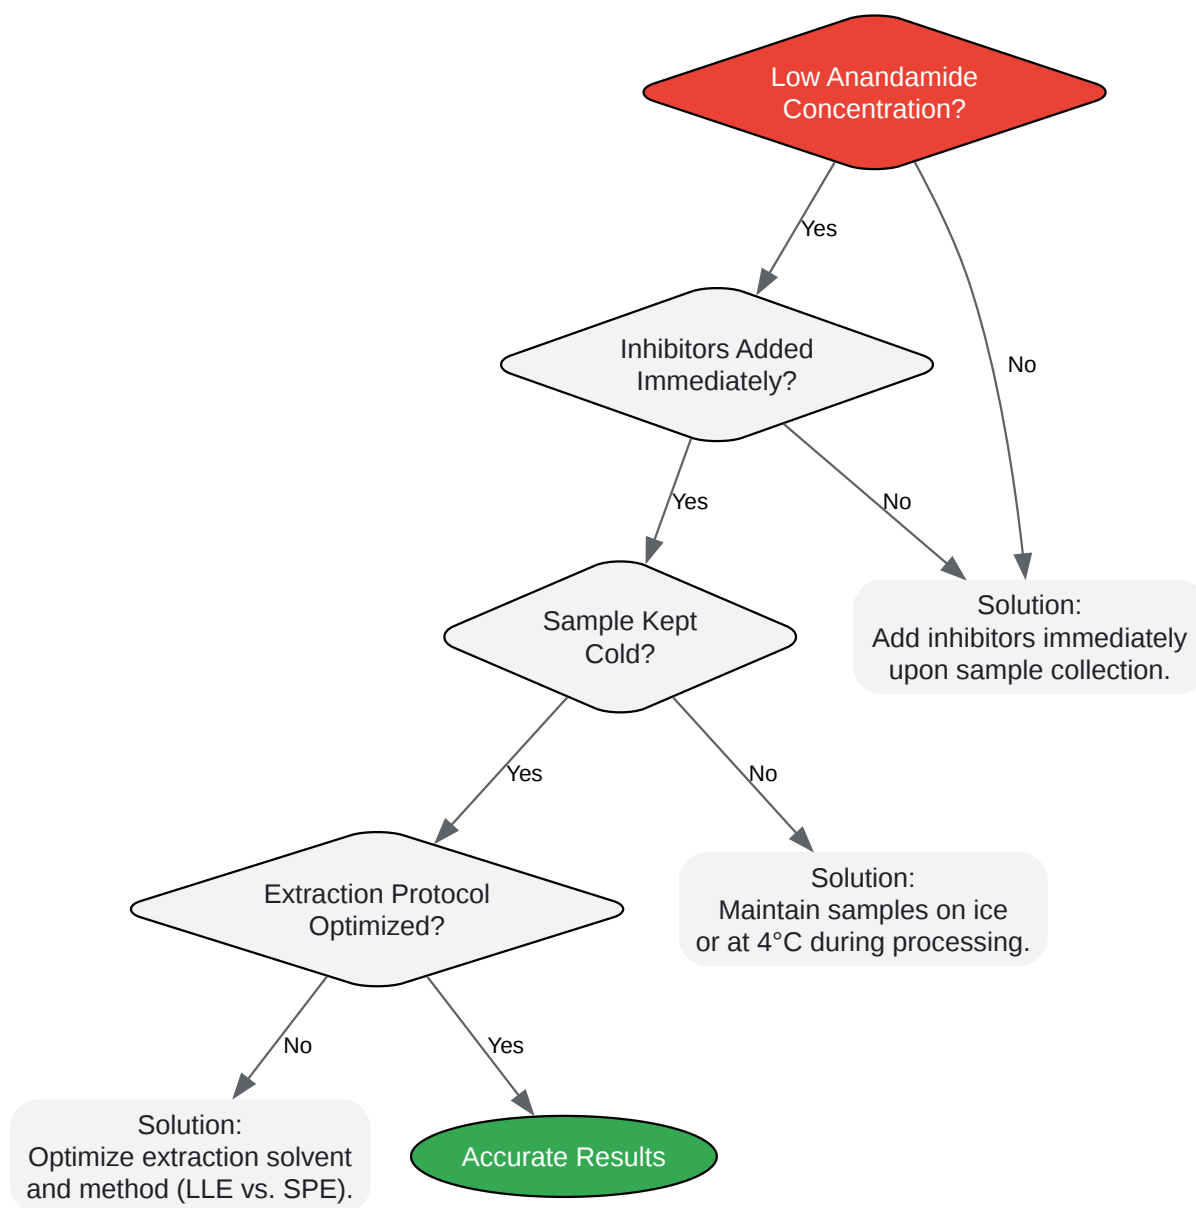 Low Anandamide
Concentration?
Yes
No
Inhibitors Added
Immediately?
Yes
No
Sample Kept
Cold?
Solution:
Add inhibitors immediately
upon sample collection.
Yes
No
Extraction Protocol
Optimized?
Solution:
Maintain samples on ice
or at 4°C during processing.
No
Yes
Solution:
Optimize extraction solvent
and method (LLE vs. SPE).
Accurate Results